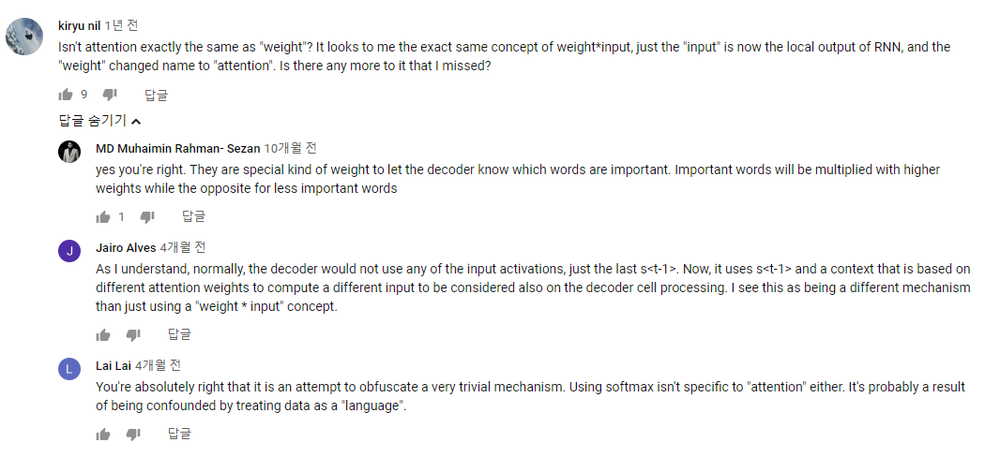 kiryu nil 1년 전
Isn't attention exactly the same as "weight"? It looks to me the exact same concept of weight*input, just the "input" is now the local output of RNN, and the
"weight" changed name to "attention". Is there any more to it that I missed?
9 답글
답글 숨기기
MD Muhaimin Rahman- Sezan 10개월 전
yes you're right. They are special kind of weight to let the decoder know which words are important. Important words will be multiplied with higher
weights while the opposite for less important words
1 답글
J
Jairo Alves 4개월 전
As I understand, normally, the decoder would not use any of the input activations, just the last s<t-1>. Now, it uses s<t-1> and a context that is based on
different attention weights to compute a different input to be considered also on the decoder cell processing. I see this as being a different mechanism
than just using a "weight * input" concept.
답글
L
Lai Lai 4개월 전
You're absolutely right that it is an attempt to obfuscate a very trivial mechanism. Using softmax isn't specific to "attention" either. It's probably a result
of being confounded by treating data as a "language".
답글